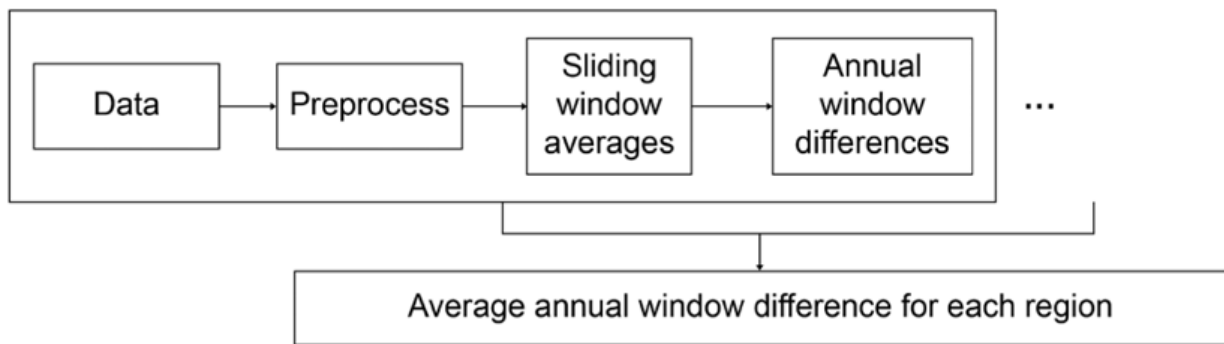 Data
Preprocess
Sliding
window
averages
Annual
window
differences
...
Average annual window difference for each region